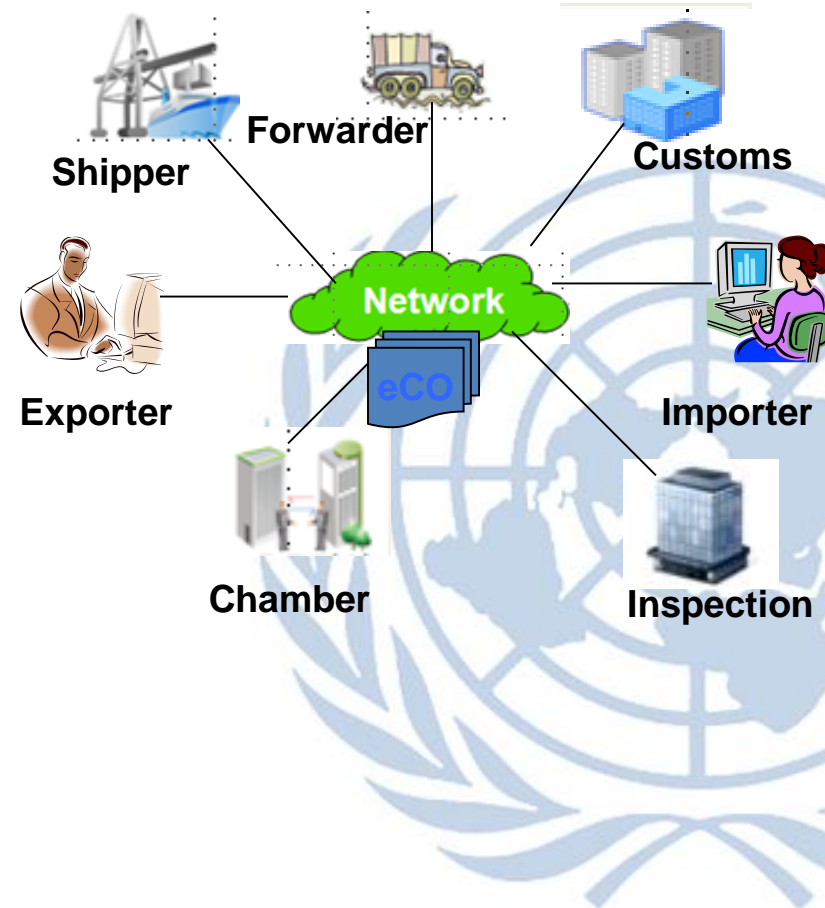 Forwarder
Shipper
Customs
Network
eCO
Exporter
Importer
Chamber
Inspection